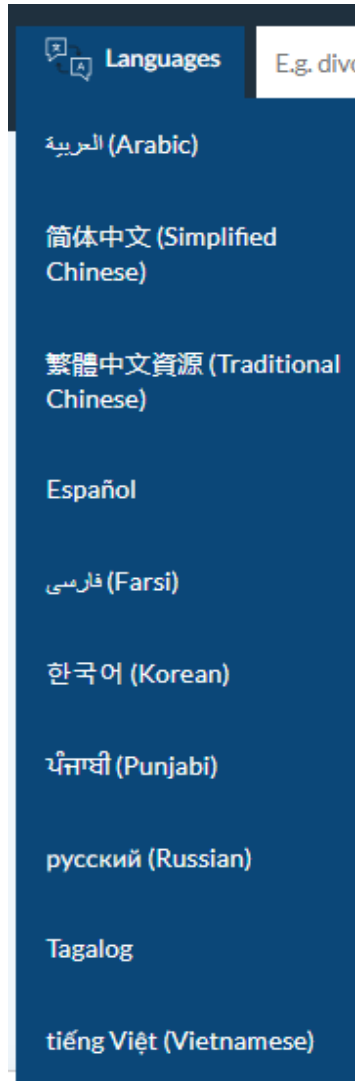 Languages
E.g. div
العربية (Arabic)
简体中文 (Simplified
Chinese)
繁體中文資源 (Traditional
Chinese)
Español
فارسی (Farsi)
한국어 (Korean)
ਪੰਜਾਬੀ (Punjabi)
русский (Russian)
Tagalog
tiếng Việt (Vietnamese)